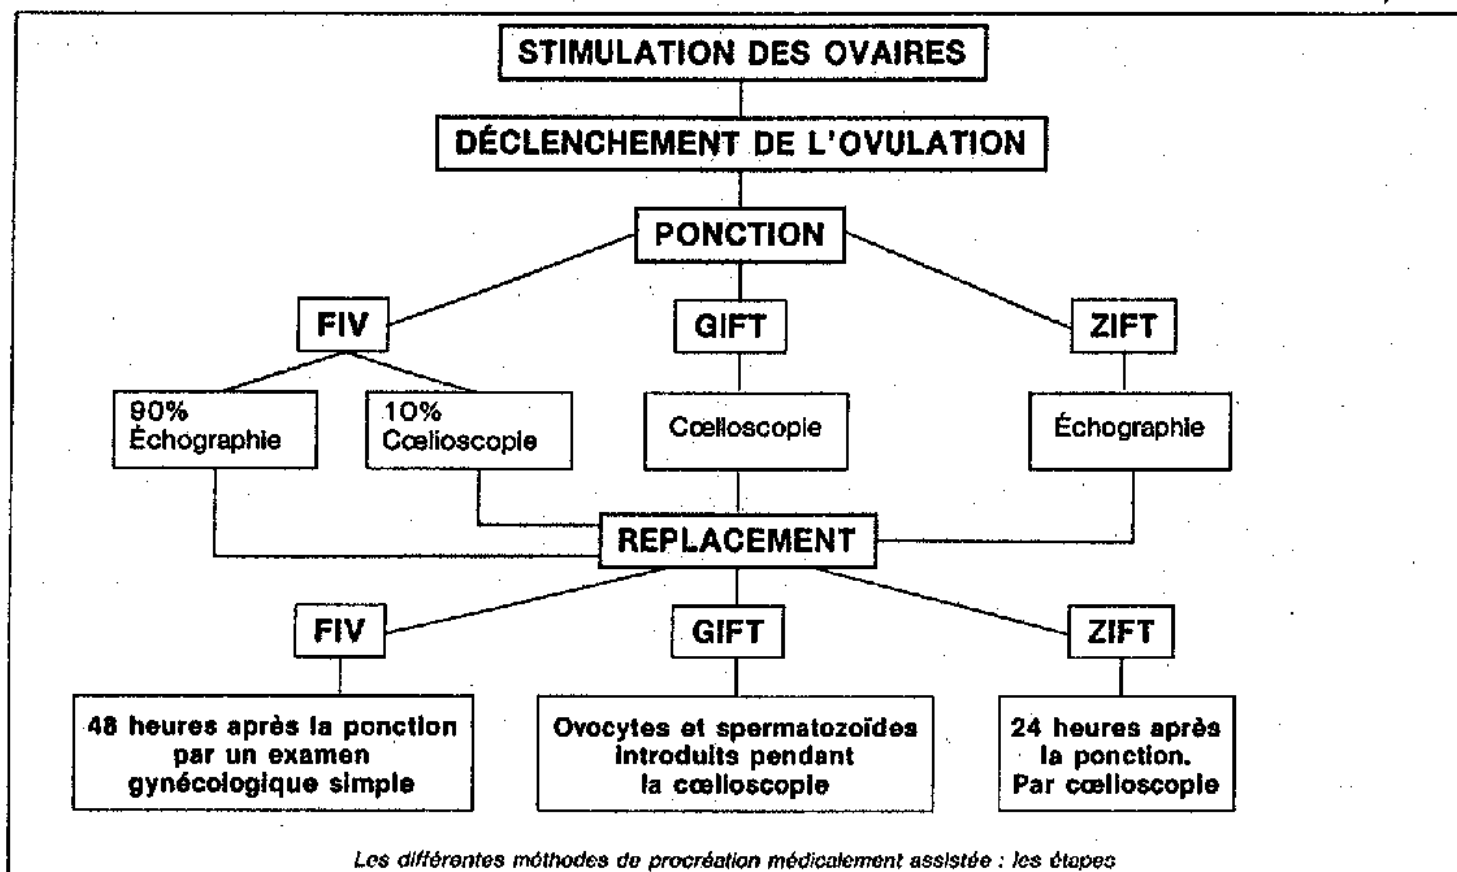 STIMULATION DES OVAIRES
DÉCLENCHEMENT DE L'OVULATION
PONCTION
FIV
GIFT
ZIFT
90%
Échographie
10%
Cœlioscopie
Cœlioscopie
Échographie
REPLACEMENT
FIV
GIFT
ZIFT
48 heures après la ponction
par un examen
gynécologique simple
Ovocytes et spermatozoïdes
introduits pendant
la cœlioscopie
24 heures après
la ponction.
Par cœlioscopie
Les différentes méthodes de procréation médicalement assistée : les étapes